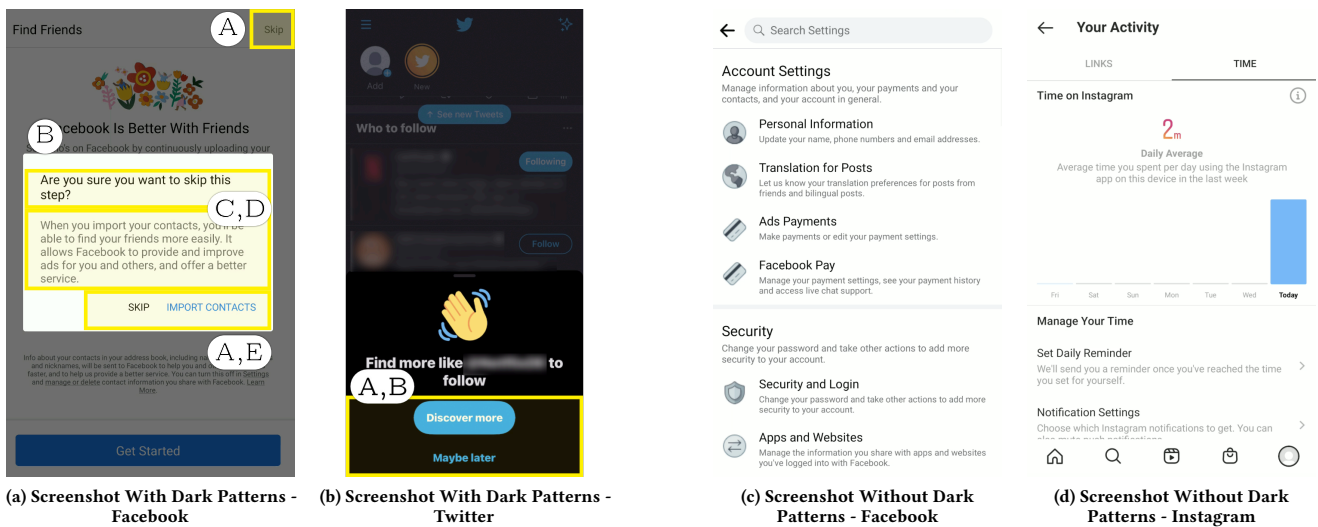 Find Friends
A
Skip
Facebook Is Better With Friends
B
on Facebook by continuously uploading your
Are you sure you want to skip this
step?
C,D
When you import your contacts, you'll be
able to find your friends more easily. It
allows Facebook to provide and improve
ads for you and others, and offer a better
service.
SKIP
IMPORT CONTACTS
A,E
Info about your contacts in your address book, including
and nicknames, will be sent to Facebook to help you and
faster, and to help us provide a better service. You can turn this off in Settings
and manage or delete contact information you share with Facebook. Learn
More.
Get Started
(a) Screenshot With Dark Patterns -
Facebook
Add
New
↑ See new Tweets
Who to follow
Following
Follow
Find more like to
follow
A,B
Discover more
Maybe later
(b) Screenshot With Dark Patterns -
Twitter
Search Settings
Account Settings
Manage information about you, your payments and your
contacts, and your account in general.
Personal Information
Update your name, phone numbers and email addresses.
Translation for Posts
Let us know your translation preferences for posts from
friends and bilingual posts.
Ads Payments
Make payments or edit your payment settings.
Facebook Pay
Manage your payment settings, see your payment history
and access live chat support.
Security
Change your password and take other actions to add more
security to your account.
Security and Login
Change your password and take other actions to add more
security to your account.
Apps and Websites
Manage the information you share with apps and websites
you've logged into with Facebook.
(c) Screenshot Without Dark
Patterns - Facebook
Your Activity
LINKS
TIME
Time on Instagram
2m
Daily Average
Average time you spent per day using the Instagram
app on this device in the last week
Fri
Sat
Sun
Mon
Tue
Wed
Today
Manage Your Time
Set Daily Reminder
We'll send you a reminder once you've reached the time
you set for yourself.
Notification Settings
Choose which Instagram notifications to get. You can
also mute push notifications.
(d) Screenshot Without Dark
Patterns - Instagram